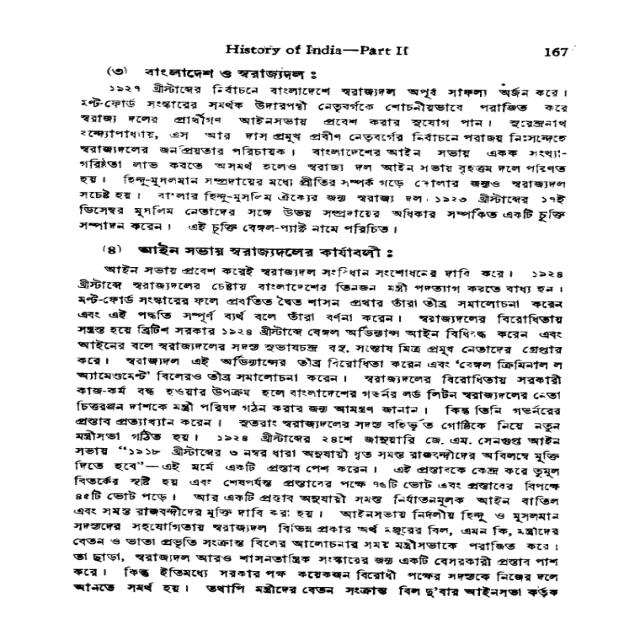 History of India—Part II 167
(৩) বাংলাদেশ ও স্বরাজ্যদল :
১৯২৭ খ্রীস্টাব্দের নির্বাচনে বাংলাদেশে স্বরাজ্যদল অপূর্ব সাফল্য অর্জন করে।
মন্ট-ফোর্ড সংস্কারের সমর্থক উদারপন্থী নেতৃবর্গকে শোচনীয়ভাবে পরাজিত করে
স্বরাজ্য দলের প্রার্থীগণ আইনসভায় প্রবেশ করার সুযোগ পান। সুরেন্দ্রনাথ
বন্দ্যোপাধ্যায়, এস আর দাস প্রমুখ প্রবীণ নেতৃবর্গের নির্বাচনে পরাজয় নিঃসন্দেহে
স্বরাজ্যদলের জনপ্রিয়তার পরিচায়ক। বাংলাদেশের আইন সভায় একক সংখ্যা-
গরিষ্ঠতা লাভ করতে অসমর্থ হলেও স্বরাজ্য দল আইন সভায় বৃহত্তম দলে পরিণত
হয়। হিন্দু-মুসলমান সম্প্রদায়ের মধ্যে প্রীতির সম্পর্ক গড়ে তোলার জন্যও স্বরাজ্যদল
সচেষ্ট হয়। বাংলার হিন্দু-মুসলিম ঐক্যের জন্য স্বরাজ্য দল ১৯২৩ খ্রীস্টাব্দের ১৭ই
ডিসেম্বর মুসলিম নেতাদের সঙ্গে উভয় সম্প্রদায়ের অধিকার সম্পর্কিত একটি চুক্তি
সম্পাদন করেন। এই চুক্তি বেঙ্গল-প্যাক্ট নামে পরিচিত।
(৪) আইন সভায় স্বরাজ্যদলের কার্যাবলী :
আইন সভায় প্রবেশ করেই স্বরাজ্যদল সংবিধান সংশোধনের দাবি করে। ১৯২৪
খ্রীস্টাব্দে স্বরাজ্যদলের চেষ্টায় বাংলাদেশের তিনজন মন্ত্রী পদত্যাগ করতে বাধ্য হন।
মন্ট-ফোর্ড সংস্কারের ফলে প্রবর্তিত দ্বৈত শাসন প্রথার তাঁরা তীব্র সমালোচনা করেন
এবং এই পদ্ধতি সম্পূর্ণ ব্যর্থ বলে তাঁরা বর্ণনা করেন। স্বরাজ্যদলের বিরোধিতায়
সন্ত্রস্ত হয়ে ব্রিটিশ সরকার ১৯২৪ খ্রীস্টাব্দে বেঙ্গল অর্ডিন্যান্স আইন বিধিবদ্ধ করেন এবং
আইনের বলে স্বরাজ্যদলের সদস্য সুভাষচন্দ্র বসু, সন্তোষ মিত্র প্রমুখ নেতাদের গ্রেপ্তার
করে। স্বরাজ্যদল এই অর্ডিন্যান্সের তীব্র বিরোধিতা করেন এবং ‘বেঙ্গল ক্রিমিনাল ল
অ্যামেণ্ডমেন্ট’ বিলেরও তীব্র সমালোচনা করেন। স্বরাজ্যদলের বিরোধিতায় সরকারী
কাজ-কর্ম বন্ধ হওয়ার উপক্রম হলে বাংলাদেশের গভর্নর লর্ড লিটন স্বরাজ্যদলের নেতা
চিত্তরঞ্জন দাশকে মন্ত্রী পরিষদ গঠন করার জন্য আমন্ত্রণ জানান। কিন্তু তিনি গভর্নরের
প্রস্তাব প্রত্যাখ্যান করেন। সুতরাং স্বরাজ্যদলের সদস্য বহির্ভূত গোষ্ঠিকে নিয়ে নতুন
মন্ত্রীসভা গঠিত হয়। ১৯২৪ খ্রীস্টাব্দের ২৪শে জানুয়ারি জে. এম. সেনগুপ্ত আইন
সভায় “১৯১৮ খ্রীস্টাব্দের ৩ নম্বর ধারা অনুযায়ী ধৃত সমস্ত রাজবন্দীদের অবিলম্বে মুক্তি
দিতে হবে”—এই মর্মে একটি প্রস্তাব পেশ করেন। এই প্রস্তাবকে কেন্দ্র করে তুমুল
বিতর্কের সৃষ্টি হয় এবং শেষপর্যন্ত প্রস্তাবের পক্ষে ৭৬টি ভোট এবং প্রস্তাবের বিপক্ষে
৪৫টি ভোট পড়ে। আর একটি প্রস্তাব অনুযায়ী সমস্ত নির্যাতনমূলক আইন বাতিল
এবং সমস্ত রাজবন্দীদের মুক্তি দাবি করা হয়। আইনসভায় নির্দলীয় হিন্দু ও মুসলমান
সদস্যদের সহযোগিতায় স্বরাজ্যদল বিভিন্ন প্রকার অর্থ মঞ্জুরের বিল, এমন কি, মন্ত্রীদের
বেতন ও ভাতা প্রভৃতি সংক্রান্ত বিলের আলোচনার সময় মন্ত্রীসভাকে পরাজিত করে।
তা ছাড়া, স্বরাজ্যদল আরও শাসনতান্ত্রিক সংস্কারের জন্য একটি বেসরকারী প্রস্তাব পাশ
করে। কিন্তু ইতিমধ্যে সরকার পক্ষ কয়েকজন বিরোধী পক্ষের সদস্যকে নিজের দলে
আনতে সমর্থ হয়। তথাপি মন্ত্রীদের বেতন সংক্রান্ত বিল দু’বার আইনসভা কর্তৃক